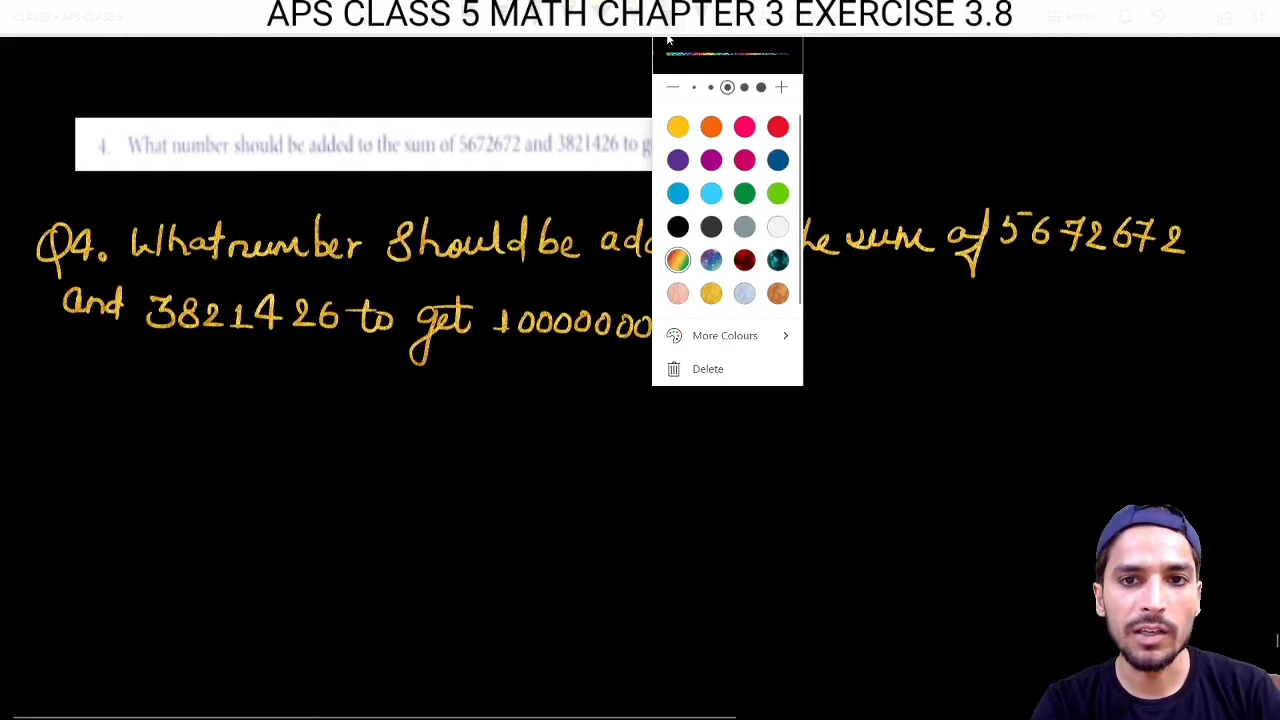 APS CLASS 5 MATH CHAPTER 3 EXERCISE 3.8
4. What number should be added to the sum of 5672672 and 3821426 to g
Q4. What number should be ad he sum of 5672672
and 3821426 to get 10000000
More Colours
Delete